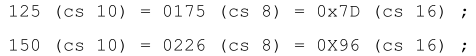 125 (cs 10) = 0175 (cs 8) = 0x7D (cs 16) ;
150 (cs 10) = 0226 (cs 8) = 0X96 (cs 16) ;